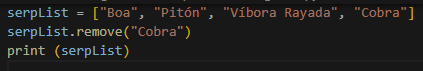 serpList = ["Boa", "Pitón", "Víbora Rayada", "Cobra"]
serpList.remove("Cobra")
print (serpList)